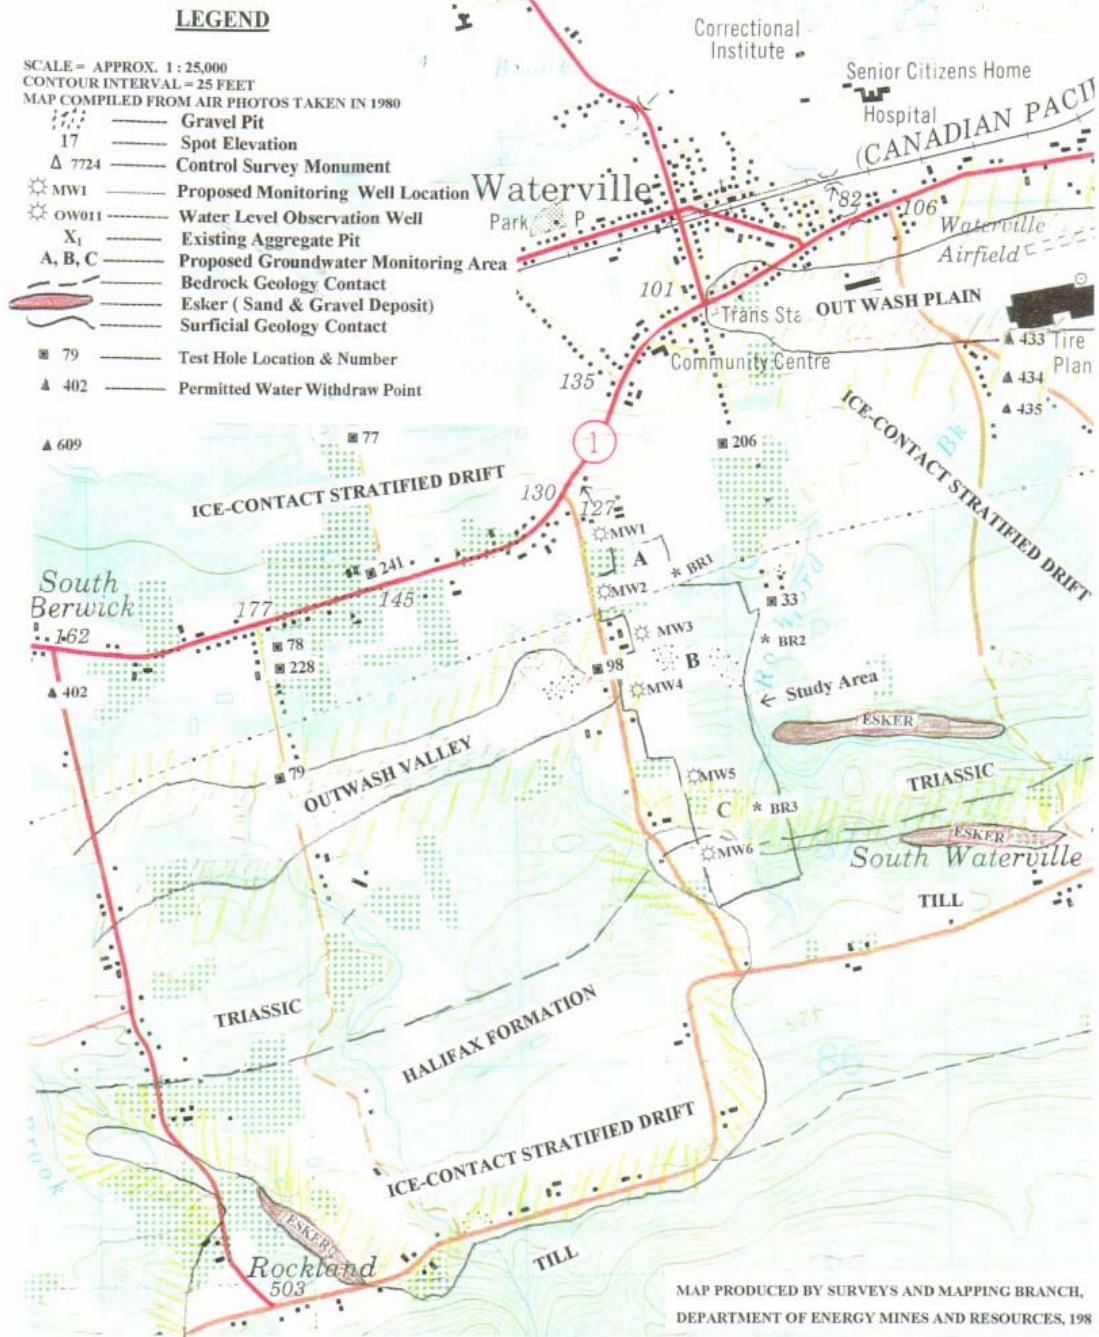 LEGEND
SCALE = APPROX. 1 : 25,000
CONTOUR INTERVAL = 25 FEET
MAP COMPILED FROM AIR PHOTOS TAKEN IN 1980
Gravel Pit
17 Spot Elevation
7724 Control Survey Monument
MW1 Proposed Monitoring Well Location
OW011 Water Level Observation Well
X1 Existing Aggregate Pit
A, B, C Proposed Groundwater Monitoring Area
Bedrock Geology Contact
Esker ( Sand & Gravel Deposit)
Surficial Geology Contact
79 Test Hole Location & Number
402 Permitted Water Withdraw Point
Brook
Correctional
Institute
Senior Citizens Home
Hospital
(CANADIAN PACI
Waterville
Park
P
82
106
Waterville
Airfield
101
Trans Sta
OUT WASH PLAIN
Community Centre
433
Tire
Plan
434
435
135
1
609
77
206
ICE-CONTACT STRATIFIED DRIFT
Bk
ICE-CONTACT STRATIFIED DRIFT
130
127
MW1
A
BR1
241
MW2
South
Berwick
177
145
33
162
78
MW3
BR2
228
98
B
175
402
MW4
Study Area
ESKER
OUTWASH VALLEY
79
MW5
TRIASSIC
C
BR3
ESKER
MW6
South Waterville
TILL
TRIASSIC
HALIFAX FORMATION
86
Brook
ICE-CONTACT STRATIFIED DRIFT
ESKER
TILL
Rockland
503
MAP PRODUCED BY SURVEYS AND MAPPING BRANCH,
DEPARTMENT OF ENERGY MINES AND RESOURCES, 198